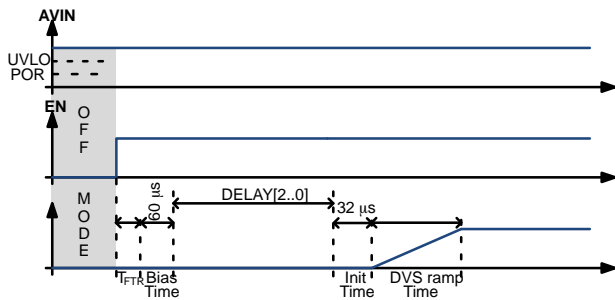 AVIN
UVLO
POR
EN
O
F
F
M
O
D
E
60 µs
DELAY[2..0]
32 µs
TFTR Bias
Time
Init
Time
DVS ramp
Time